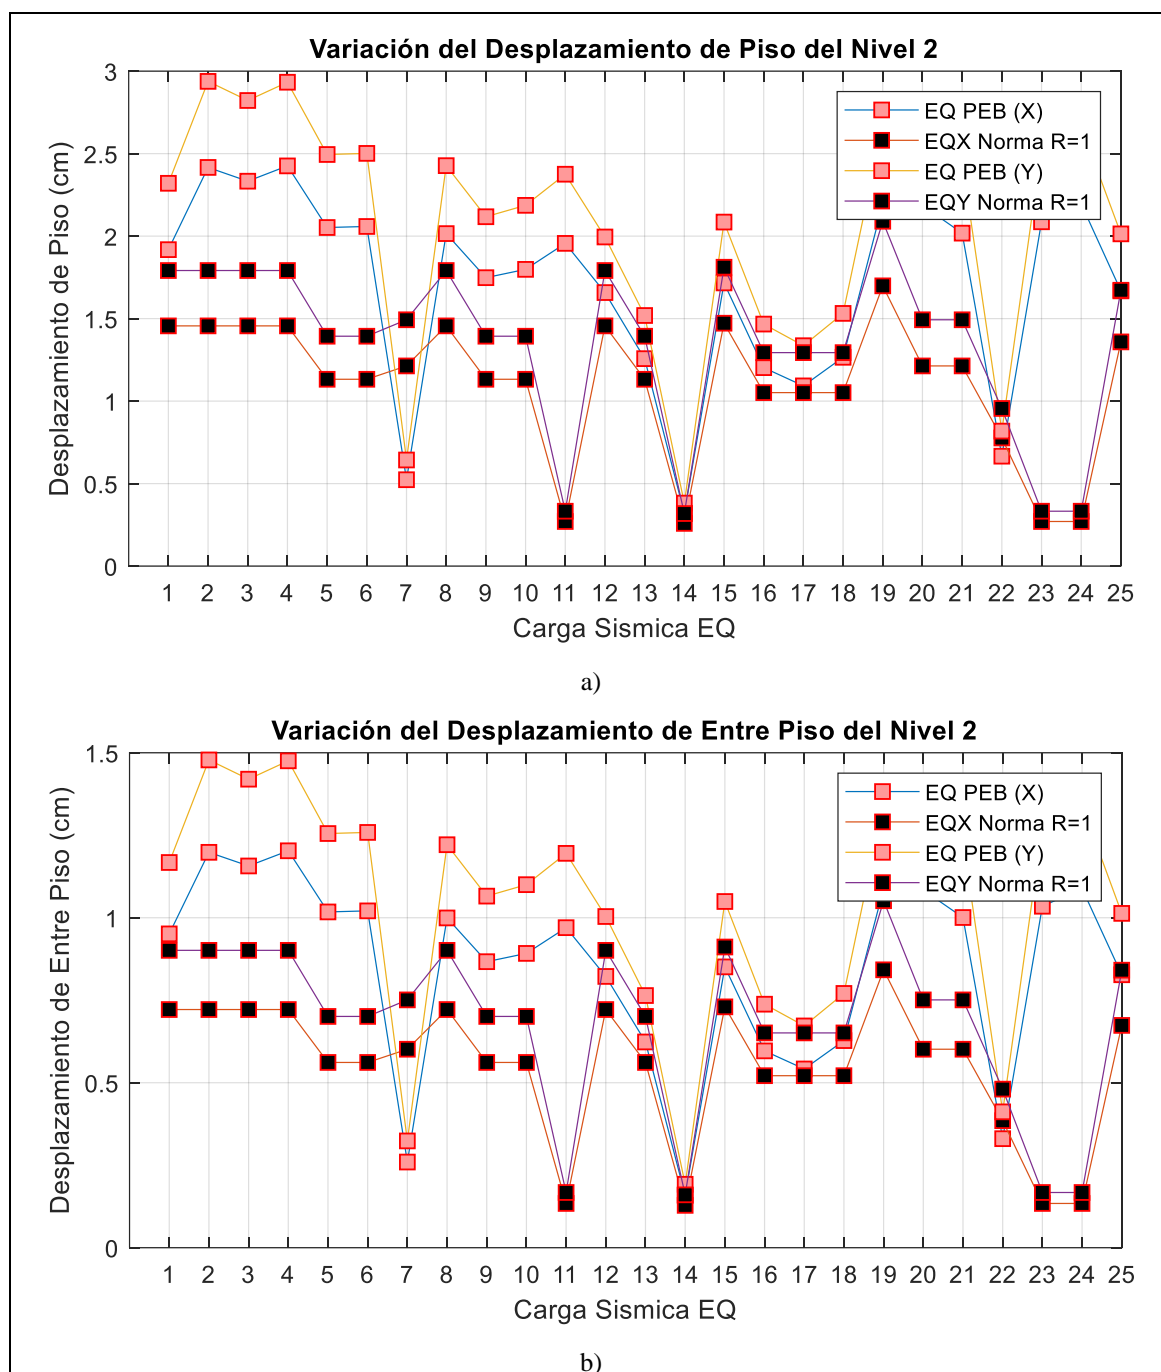 Variación del Desplazamiento de Piso del Nivel 2
3
2.5
2
1.5
1
0.5
0
Desplazamiento de Piso (cm)
EQ PEB (X)
EQX Norma R=1
EQ PEB (Y)
EQY Norma R=1
1 2 3 4 5 6 7 8 9 10 11 12 13 14 15 16 17 18 19 20 21 22 23 24 25
Carga Sismica EQ
a)
Variación del Desplazamiento de Entre Piso del Nivel 2
1.5
1
0.5
0
Desplazamiento de Entre Piso (cm)
EQ PEB (X)
EQX Norma R=1
EQ PEB (Y)
EQY Norma R=1
1 2 3 4 5 6 7 8 9 10 11 12 13 14 15 16 17 18 19 20 21 22 23 24 25
Carga Sismica EQ
b)